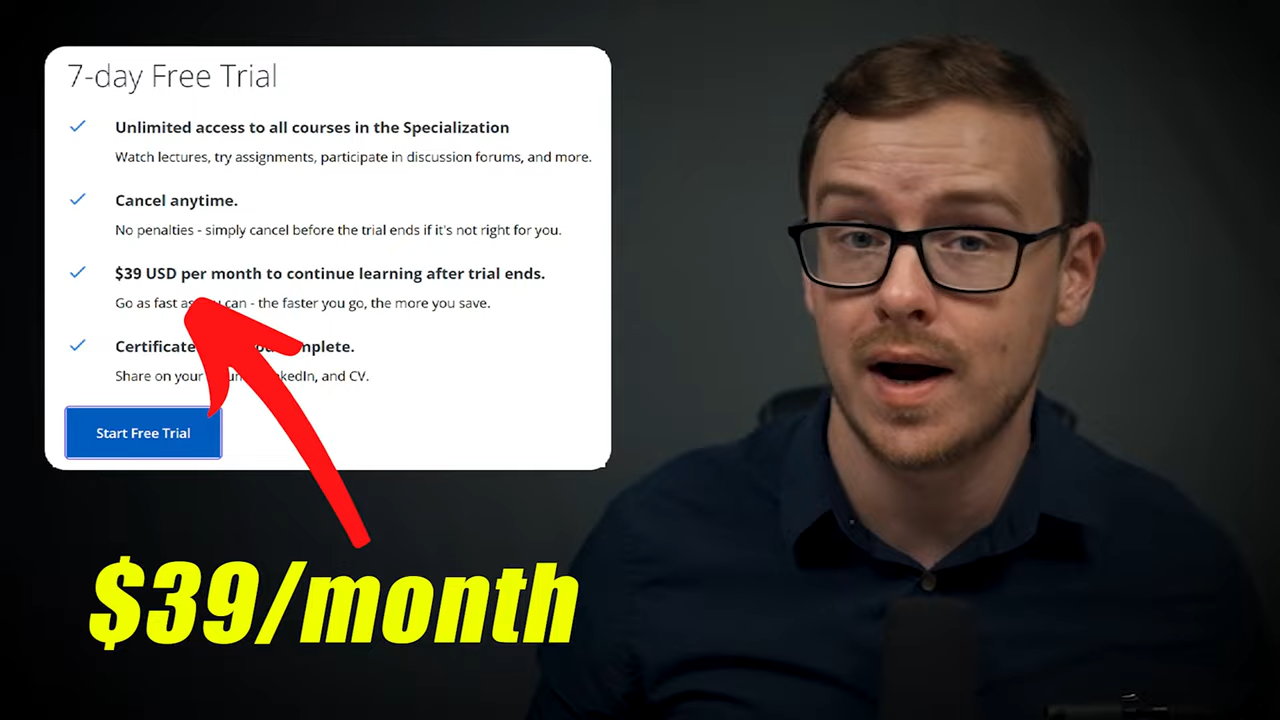 7-day Free Trial
Unlimited access to all courses in the Specialization
Watch lectures, try assignments, participate in discussion forums, and more.
Cancel anytime.
No penalties - simply cancel before the trial ends if it's not right for you.
$39 USD per month to continue learning after trial ends.
Go as fast as you can - the faster you go, the more you save.
Certificate
Share on your and CV.
Start Free Trial
$39/month